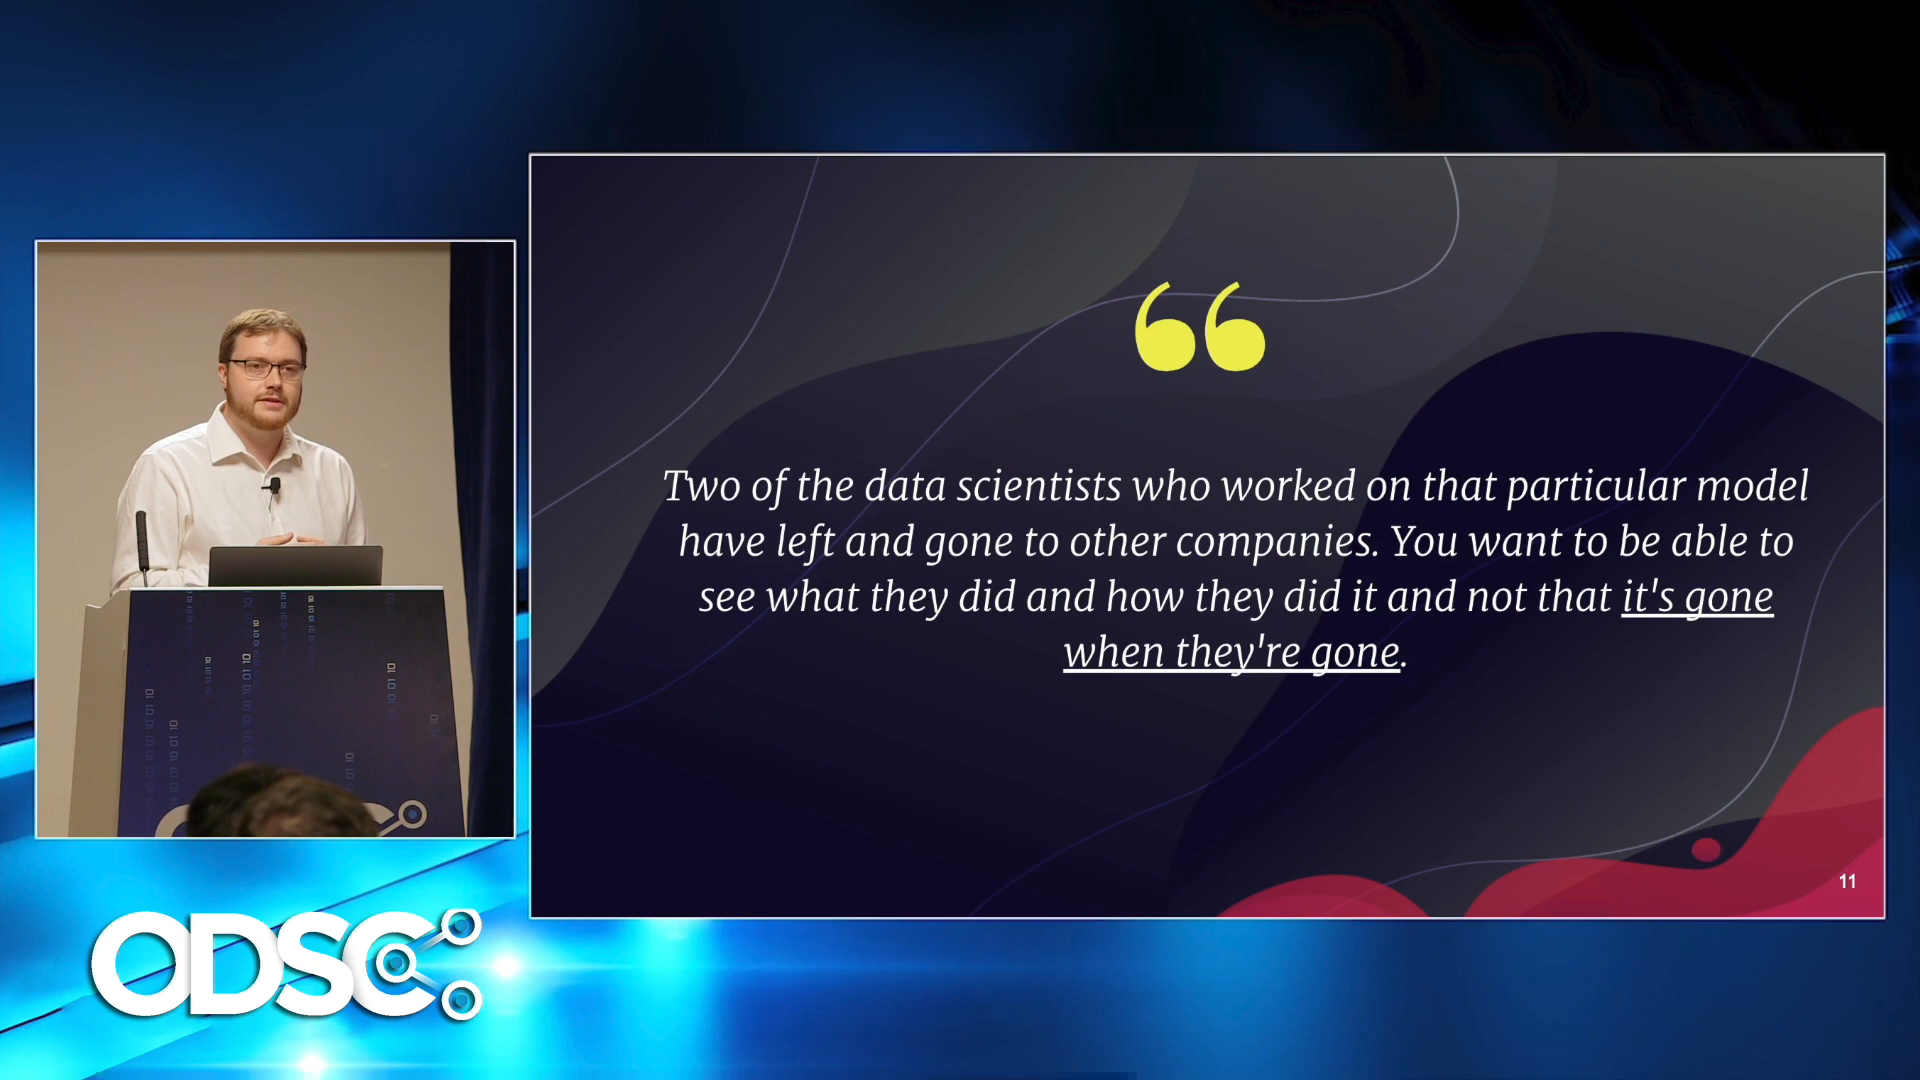 Two of the data scientists who worked on that particular model
have left and gone to other companies. You want to be able to
see what they did and how they did it and not that it's gone
when they're gone.
11
ODSC